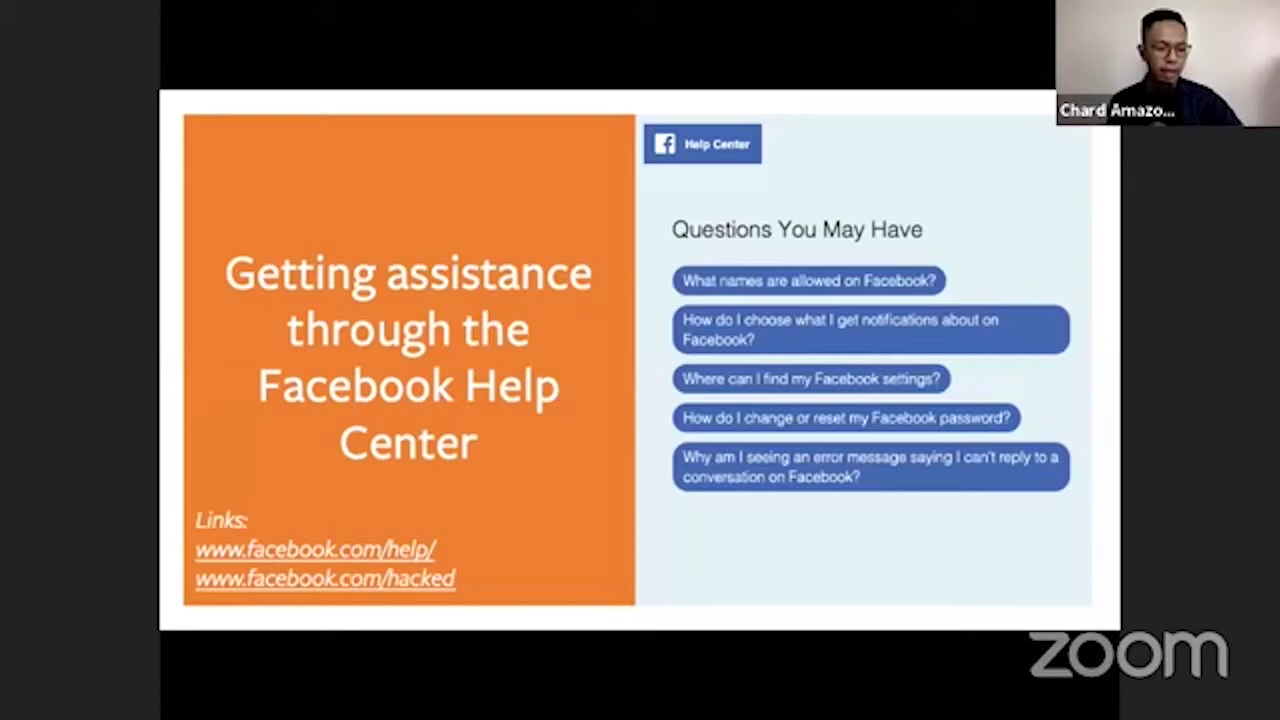 Chard Amazo...
Help Center
Getting assistance
through the
Facebook Help
Center
Links:
www.facebook.com/help/
www.facebook.com/hacked
Questions You May Have
What names are allowed on Facebook?
How do I choose what I get notifications about on
Facebook?
Where can I find my Facebook settings?
How do I change or reset my Facebook password?
Why am I seeing an error message saying I can't reply to a
conversation on Facebook?
zoom